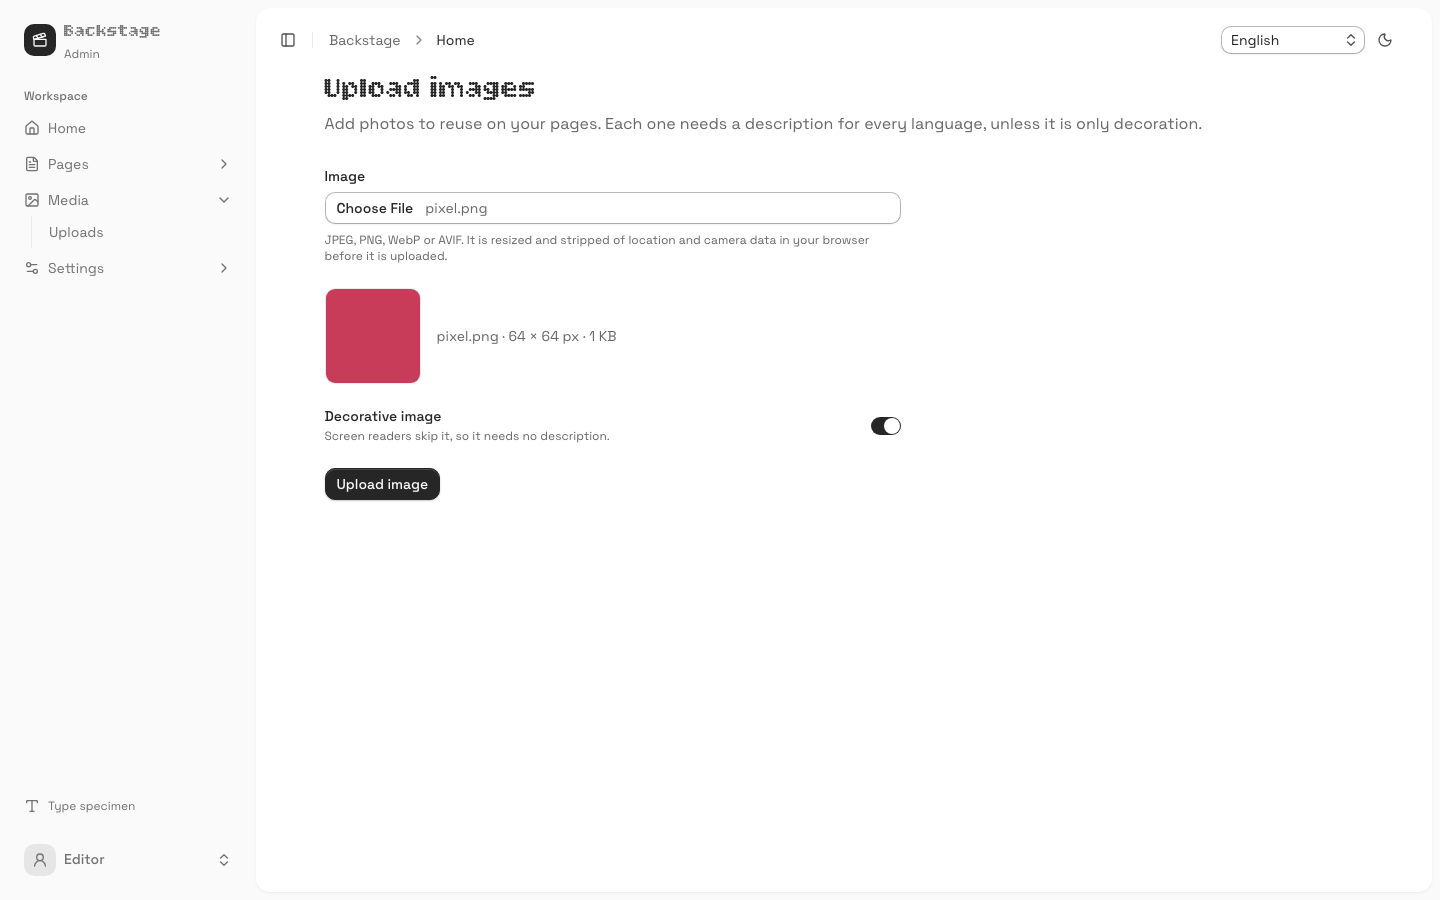 Backstage
Admin
Workspace
Home
Pages
Media
Uploads
Settings
Type specimen
Editor
Backstage
Home
English
Upload images
Add photos to reuse on your pages. Each one needs a description for every language, unless it is only decoration.
Image
Choose File pixel.png
JPEG, PNG, WebP or AVIF. It is resized and stripped of location and camera data in your browser
before it is uploaded.
pixel.png · 64 × 64 px · 1 KB
Decorative image
Screen readers skip it, so it needs no description.
Upload image